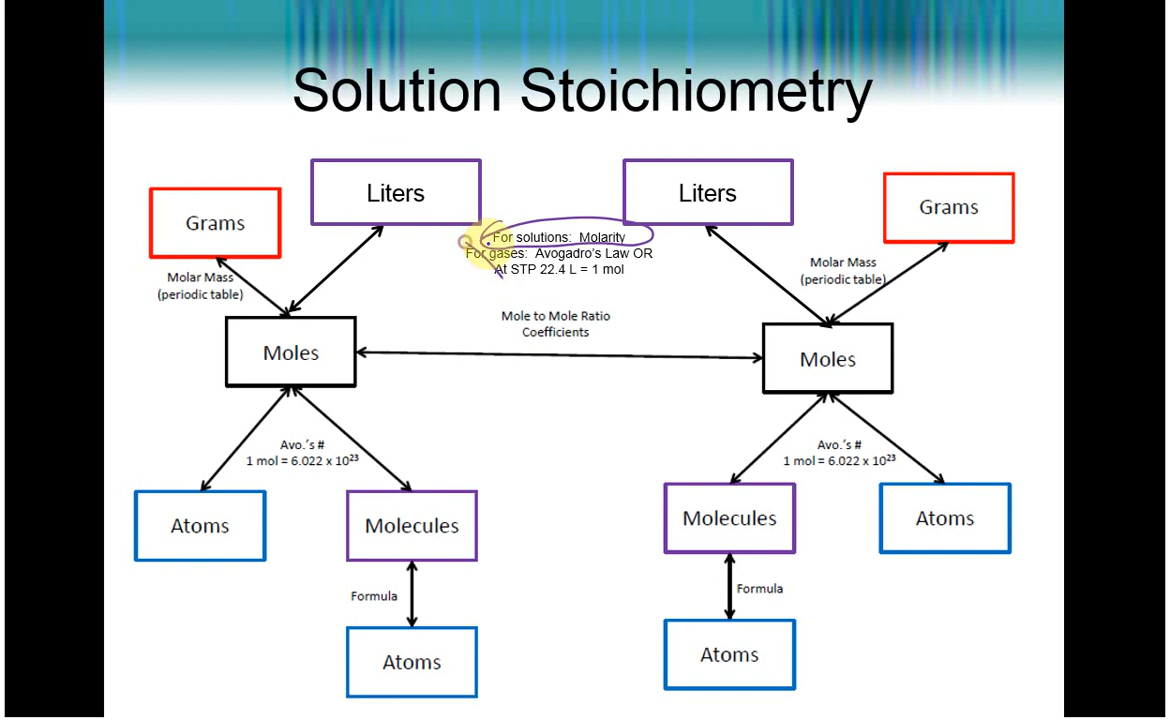 Solution Stoichiometry
Liters
Liters
Grams
Grams
For solutions: Molarity
For gases: Avogadro's Law OR
At STP 22.4 L = 1 mol
Molar Mass
(periodic table)
Molar Mass
(periodic table)
Mole to Mole Ratio
Coefficients
Moles
Moles
Avo.'s #
1 mol = 6.022 x 10²³
Avo.'s #
1 mol = 6.022 x 10²³
Atoms
Molecules
Molecules
Atoms
Formula
Formula
Atoms
Atoms